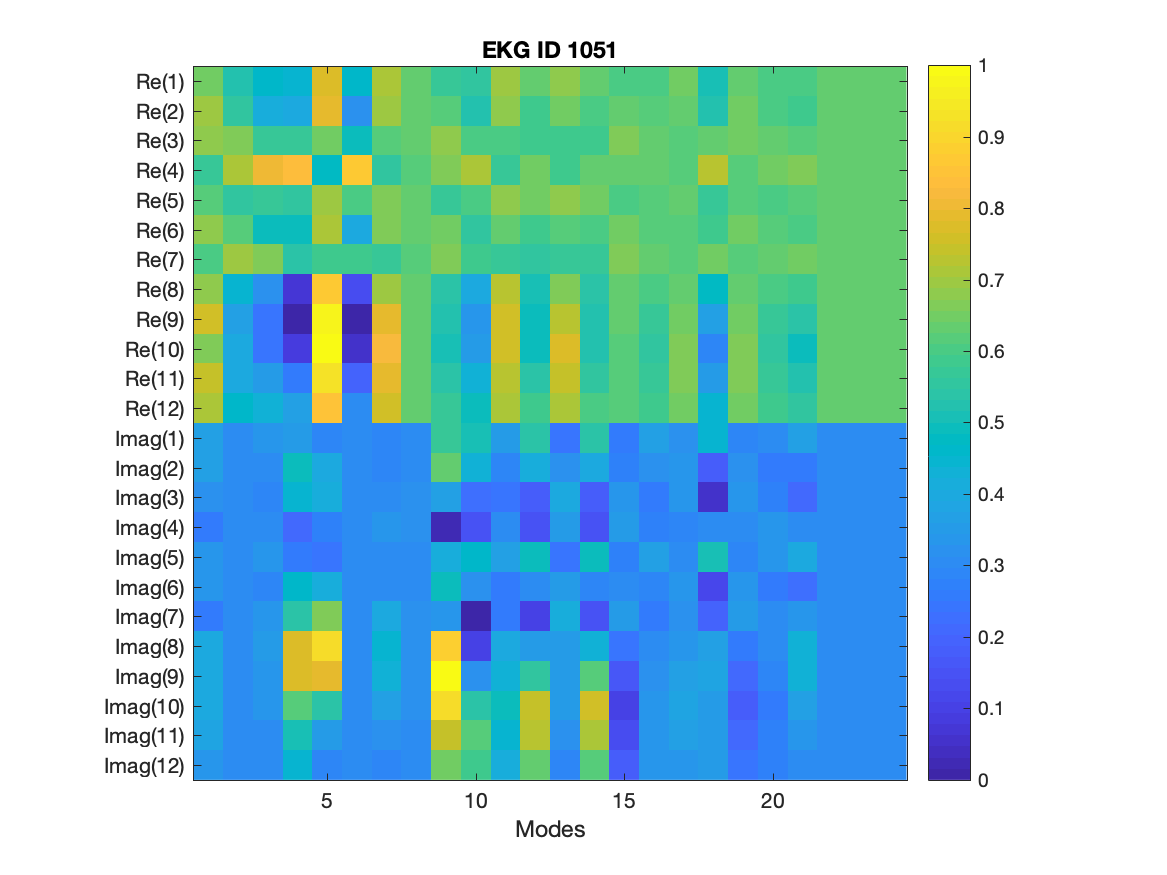 EKG ID 1051
Re(1)
Re(2)
Re(3)
Re(4)
Re(5)
Re(6)
Re(7)
Re(8)
Re(9)
Re(10)
Re(11)
Re(12)
Imag(1)
Imag(2)
Imag(3)
Imag(4)
Imag(5)
Imag(6)
Imag(7)
Imag(8)
Imag(9)
Imag(10)
Imag(11)
Imag(12)
5 10 15 20
Modes
1
0.9
0.8
0.7
0.6
0.5
0.4
0.3
0.2
0.1
0